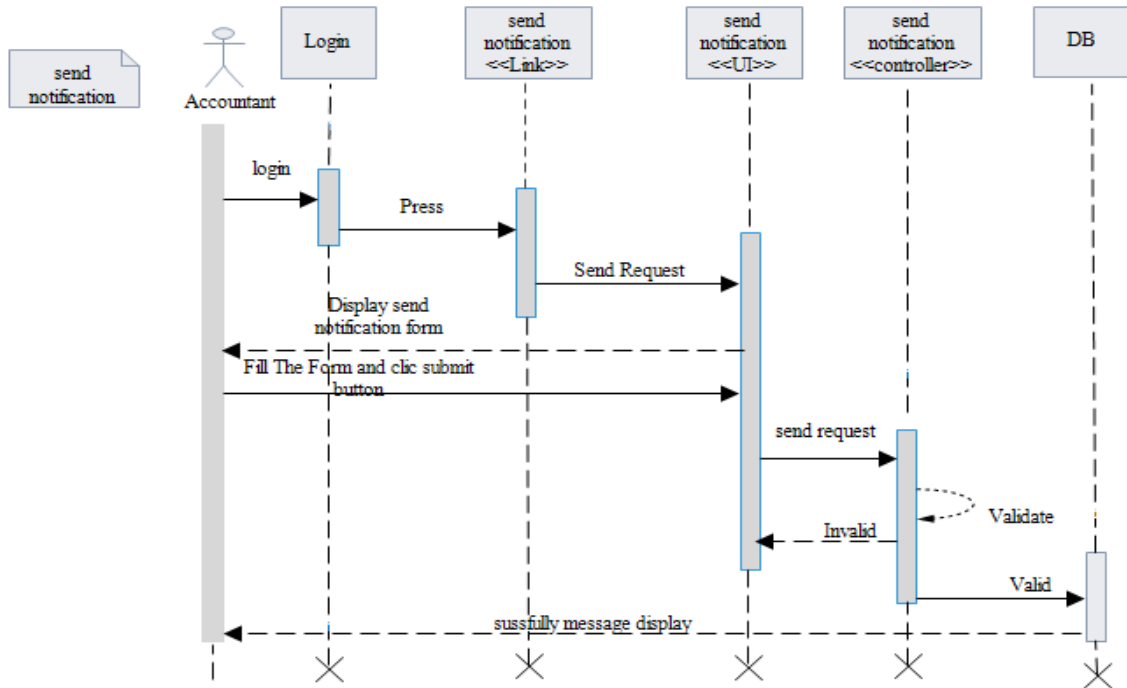 send
notification
Accountant
Login
send
notification
<<Link>>
send
notification
<<UI>>
send
notification
<<controller>>
DB
login
Press
Send Request
Display send
notification form
Fill The Form and clic submit
button
send request
Validate
Invalid
Valid
sussfully message display